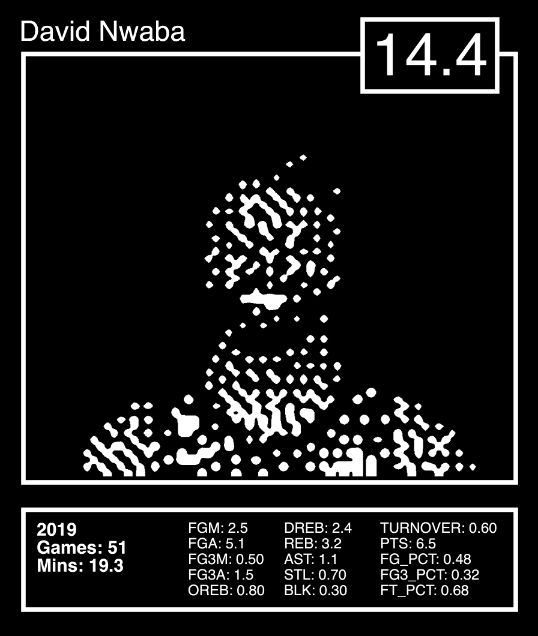 David Nwaba
14.4
2019
Games: 51
Mins: 19.3
FGM: 2.5
FGA: 5.1
FG3M: 0.50
FG3A: 1.5
OREB: 0.80
DREB: 2.4
REB: 3.2
AST: 1.1
STL: 0.70
BLK: 0.30
TURNOVER: 0.60
PTS: 6.5
FG_PCT: 0.48
FG3_PCT: 0.32
FT_PCT: 0.68